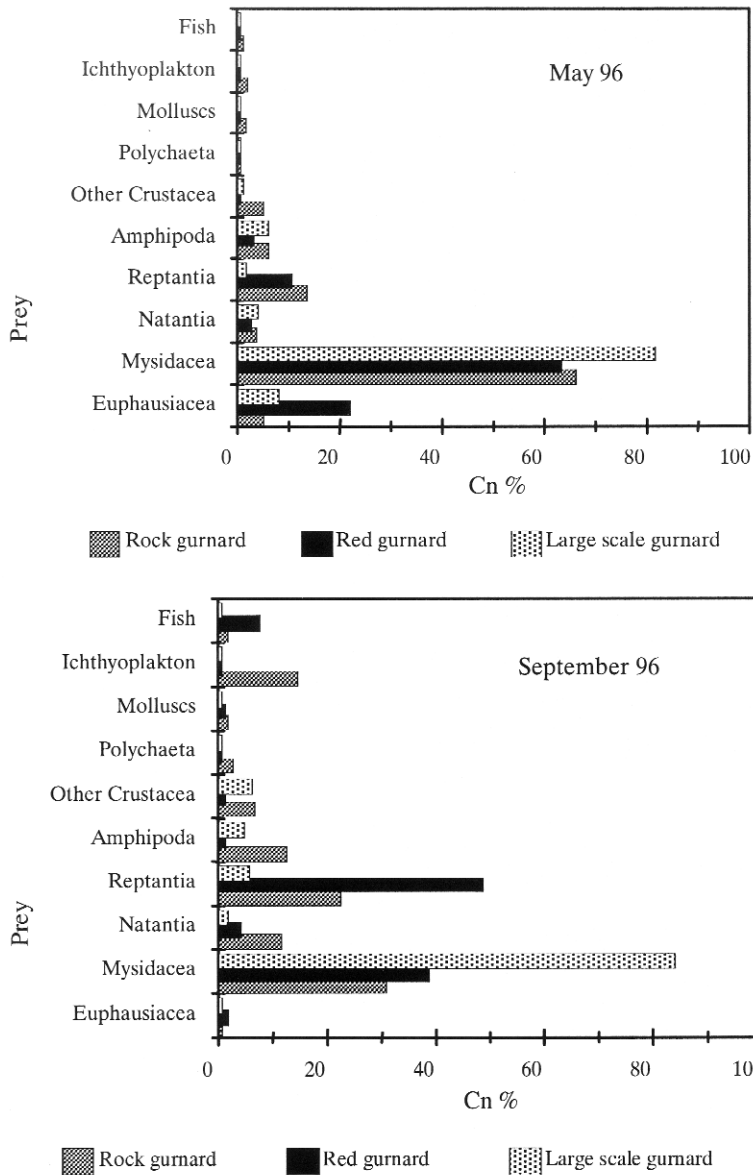 May 96
Prey
Fish
Ichthyoplakton
Molluscs
Polychaeta
Other Crustacea
Amphipoda
Reptantia
Natantia
Mysidacea
Euphausiacea
0 20 40 60 80 100
Cn %
Rock gurnard Red gurnard Large scale gurnard
September 96
Prey
Fish
Ichthyoplakton
Molluscs
Polychaeta
Other Crustacea
Amphipoda
Reptantia
Natantia
Mysidacea
Euphausiacea
0 20 40 60 80 10
Cn %
Rock gurnard Red gurnard Large scale gurnard